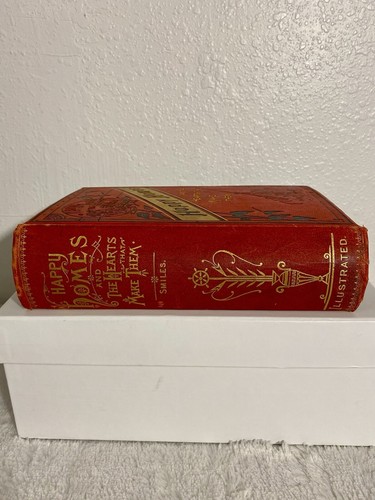 HAPPY
HOMES
AND
THE HEARTS
THAT
MAKE THEM.
SMILES.
ILLUSTRATED.